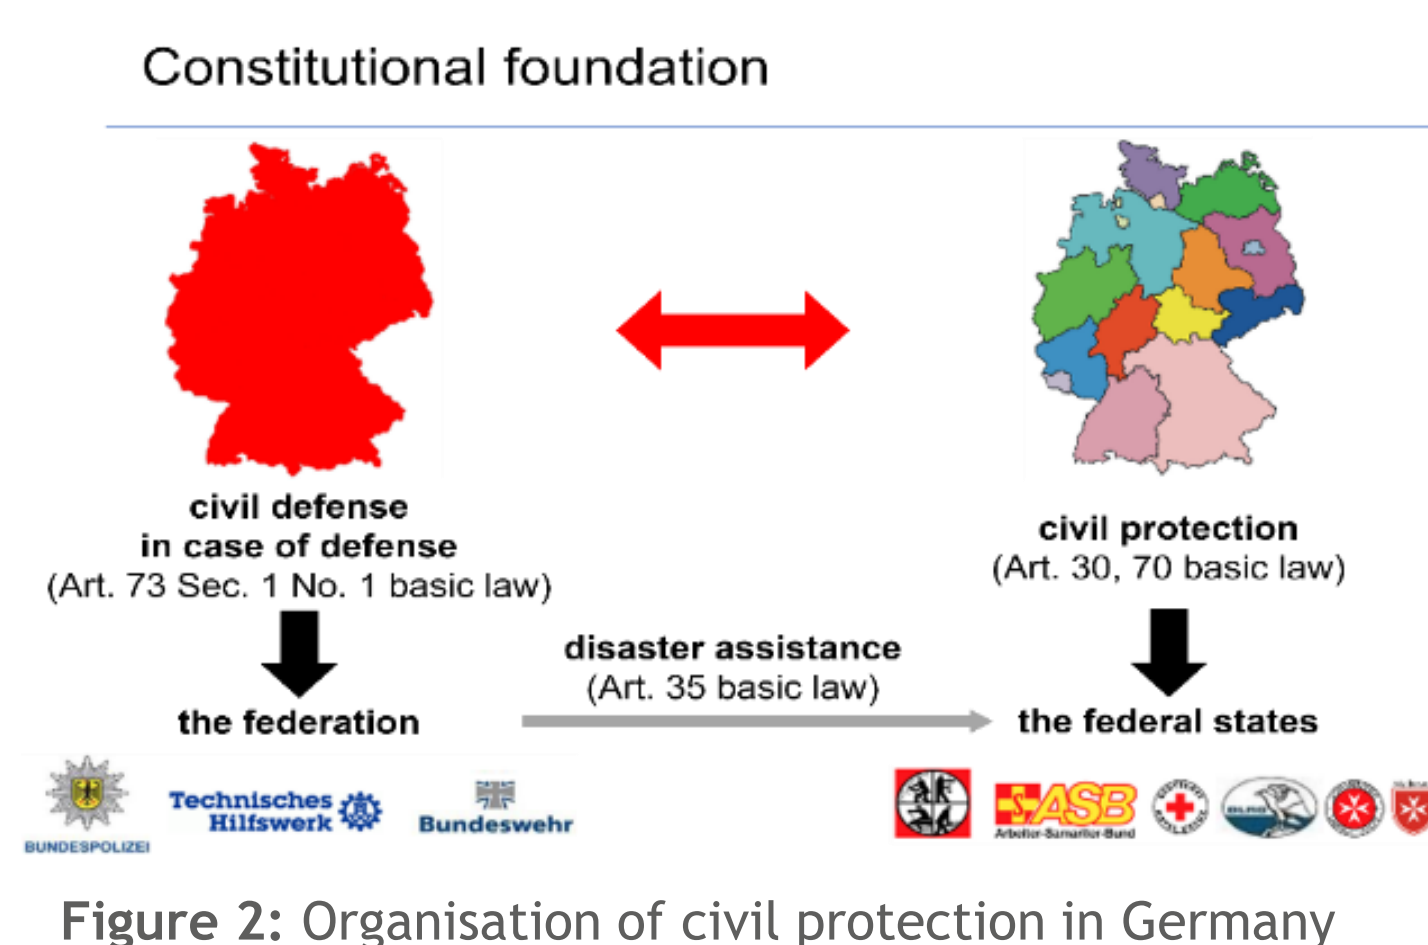 Constitutional foundation
civil defense
in case of defense
(Art. 73 Sec. 1 No. 1 basic law)
civil protection
(Art. 30, 70 basic law)
disaster assistance
(Art. 35 basic law)
the federation
the federal states
BUNDESPOLIZEI
Technisches
Hilfswerk
Bundeswehr
S
ASB
Arbeiter-Samariter-Bund
DLRG
Figure 2: Organisation of civil protection in Germany